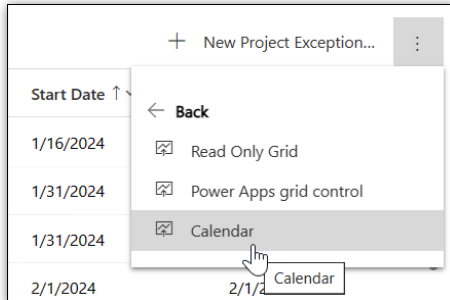 + New Project Exception...
Start Date ↑
← Back
1/16/2024
Read Only Grid
1/31/2024
Power Apps grid control
1/31/2024
Calendar
Calendar
2/1/2024